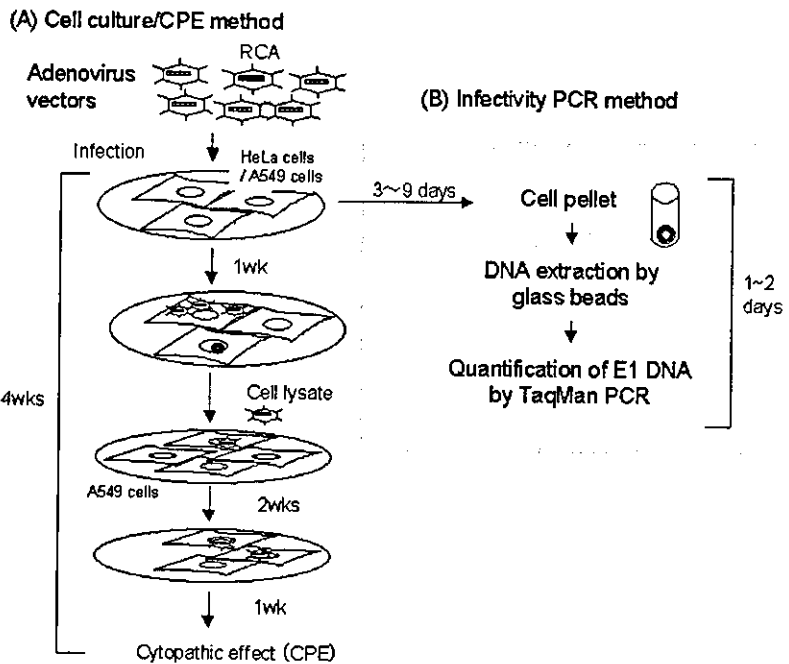 (A) Cell culture/CPE method
RCA
Adenovirus
vectors
(B) Infectivity PCR method
Infection
HeLa cells
/ A549 cells
3~9 days
Cell pellet
1wk
DNA extraction by
glass beads
1~2
days
Quantification of E1 DNA
by TaqMan PCR
4wks
Cell lysate
A549 cells
2wks
1wk
Cytopathic effect (CPE)